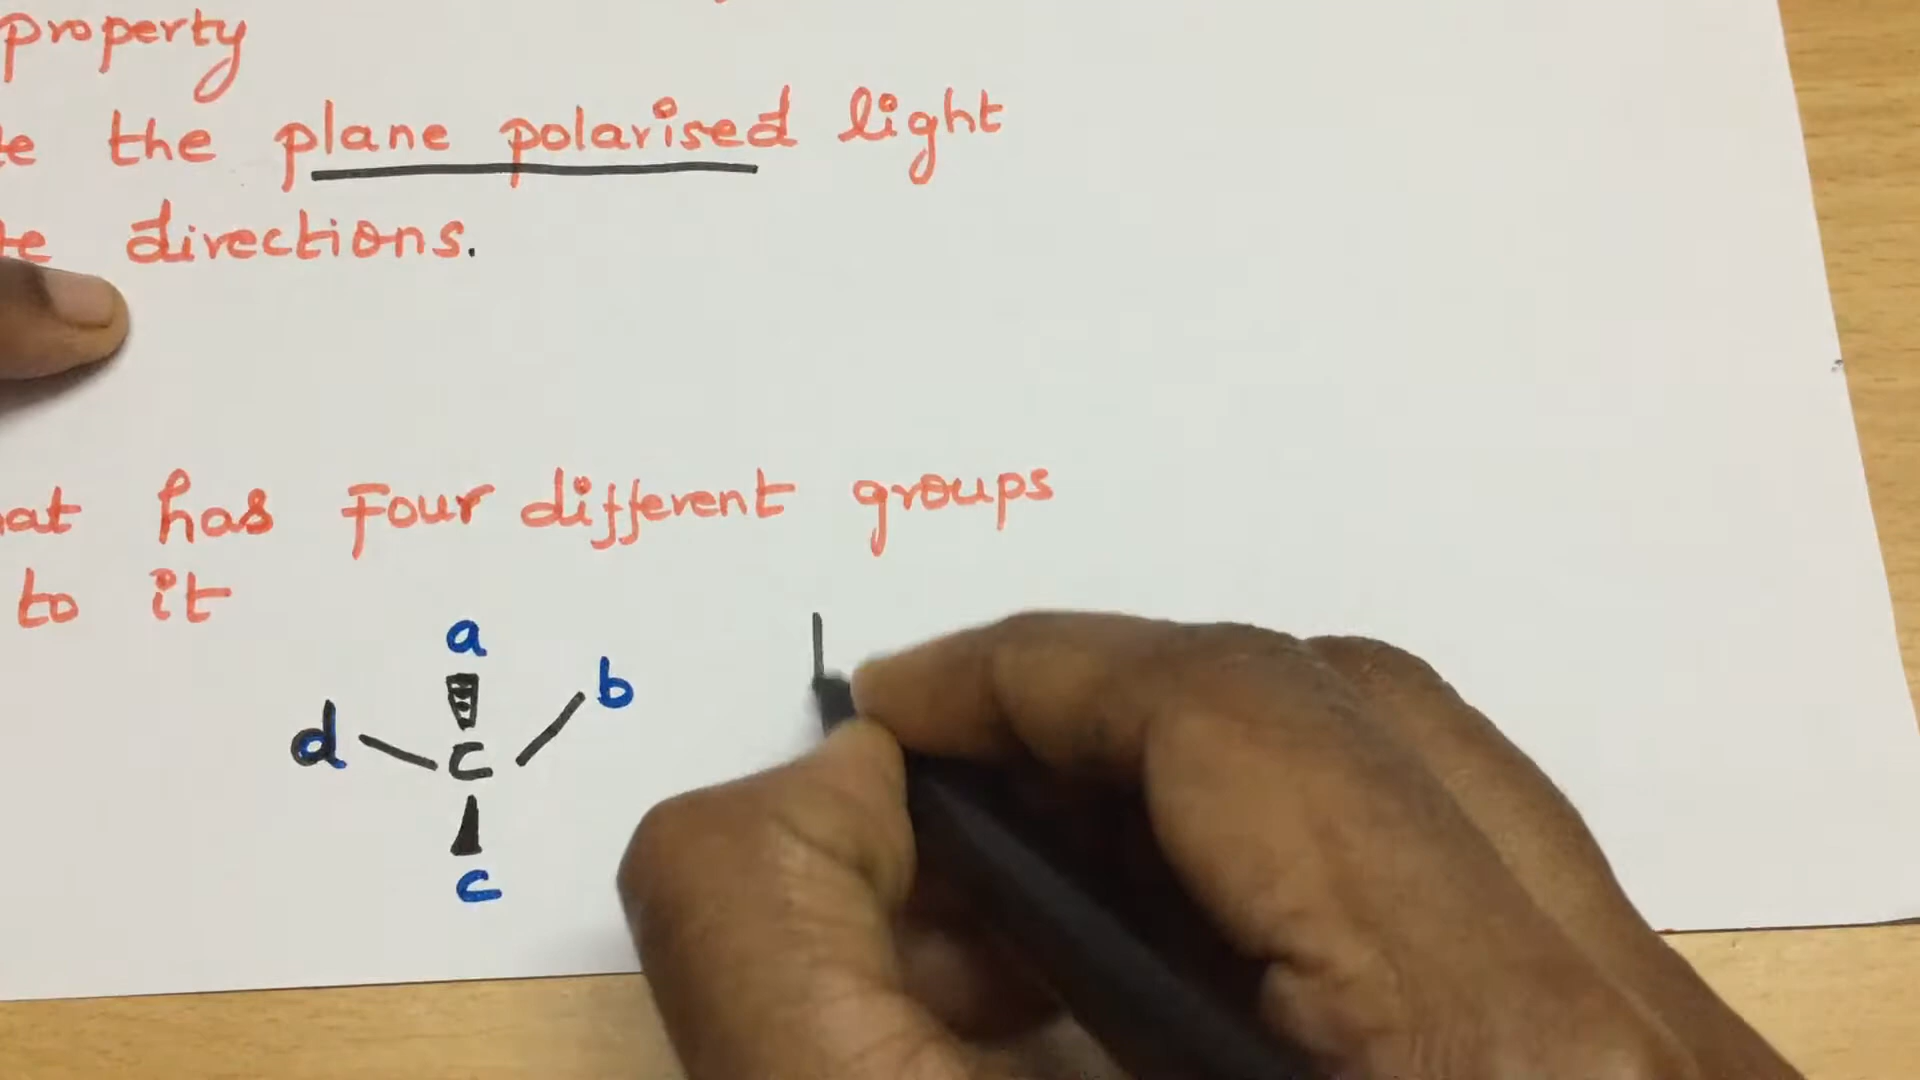 property
the plane polarised light
directions.
has Four different groups
to it
a
b
d
C
c